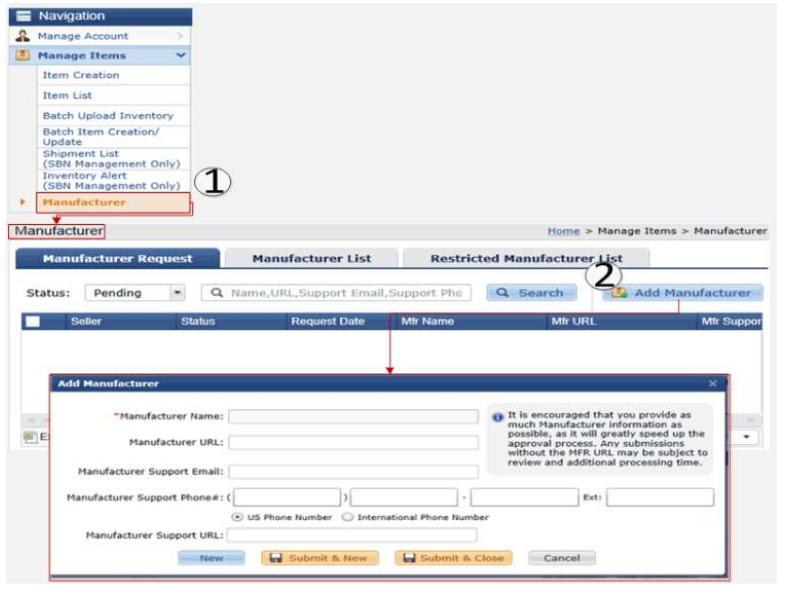 Navigation
Manage Account
Manage Items
Item Creation
Item List
Batch Upload Inventory
Batch Item Creation/
Update
Shipment List
(SBN Management Only)
Inventory Alert
(SBN Management Only)
1
Manufacturer
Manufacturer
Home > Manage Items > Manufacturer
Manufacturer Request Manufacturer List Restricted Manufacturer List
2
Status: Pending Name,URL,Support Email,Support Pho Search Add Manufacturer
Seller Status Request Date Mfr Name Mfr URL Mfr Suppor
Add Manufacturer
*Manufacturer Name:
It is encouraged that you provide as
much Manufacturer information as
possible, as it will greatly speed up the
approval process. Any submissions
without the MFR URL may be subject to
review and additional processing time.
Manufacturer URL:
Manufacturer Support Email:
Manufacturer Support Phone#: ( ) - Ext:
US Phone Number International Phone Number
Manufacturer Support URL:
New Submit & New Submit & Close Cancel